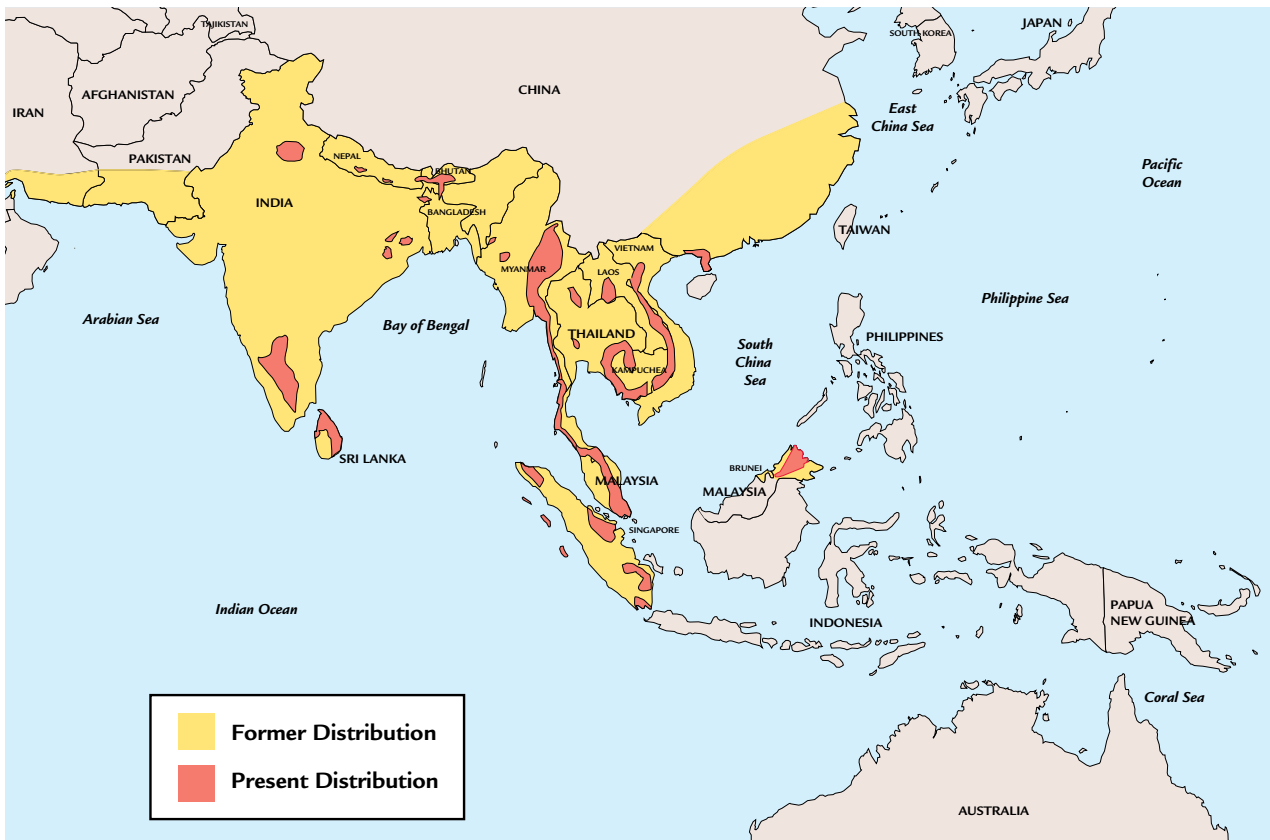 TAJIKISTAN
SOUTH KOREA
JAPAN
AFGHANISTAN
CHINA
IRAN
East
China Sea
PAKISTAN
NEPAL
BHUTAN
Pacific
Ocean
INDIA
BANGLADESH
TAIWAN
VIETNAM
MYANMAR
LAOS
Philippine Sea
Arabian Sea
Bay of Bengal
THAILAND
South
China
Sea
PHILIPPINES
KAMPUCHEA
SRI LANKA
BRUNEI
MALAYSIA
MALAYSIA
SINGAPORE
Indian Ocean
INDONESIA
PAPUA
NEW GUINEA
Coral Sea
Former Distribution
Present Distribution
AUSTRALIA